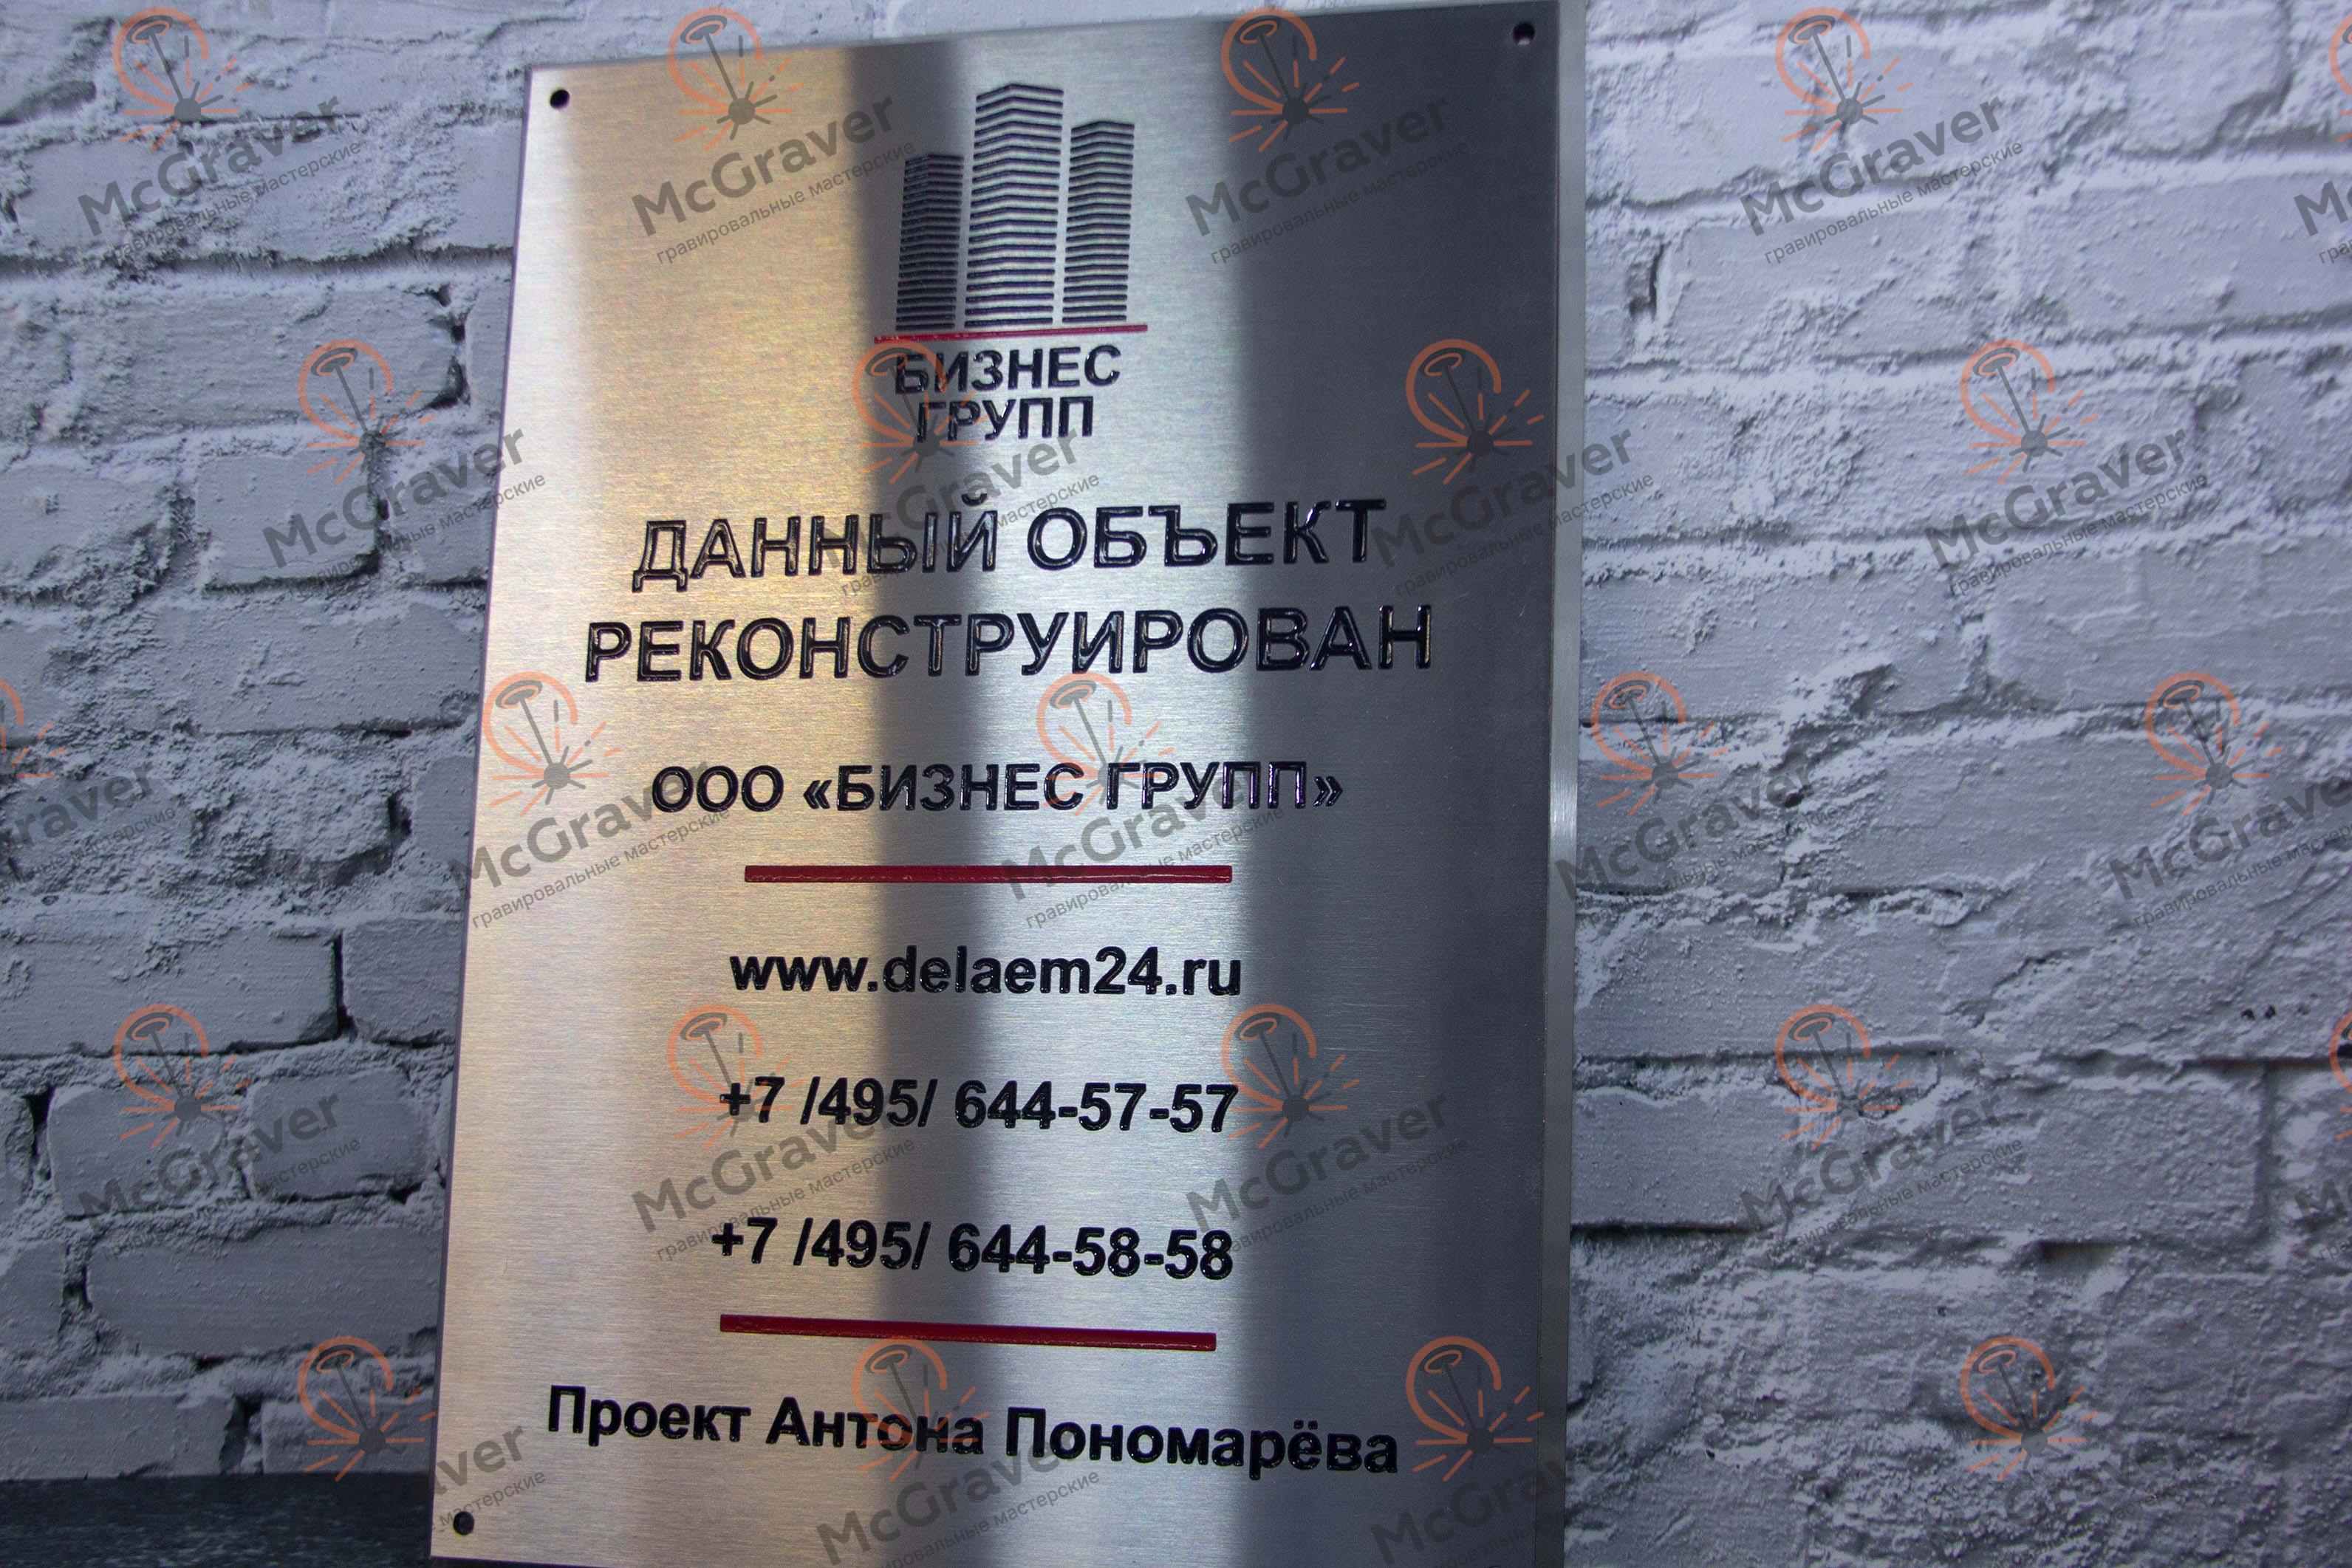 БИЗНЕС
ГРУПП
ДАННЫЙ ОБЪЕКТ
РЕКОНСТРУИРОВАН
ООО «БИЗНЕС ГРУПП»
www.delaem24.ru
+7 /495/ 644-57-57
+7 /495/ 644-58-58
Проект Антона Пономарёва
McGraver
гравировальные мастерские